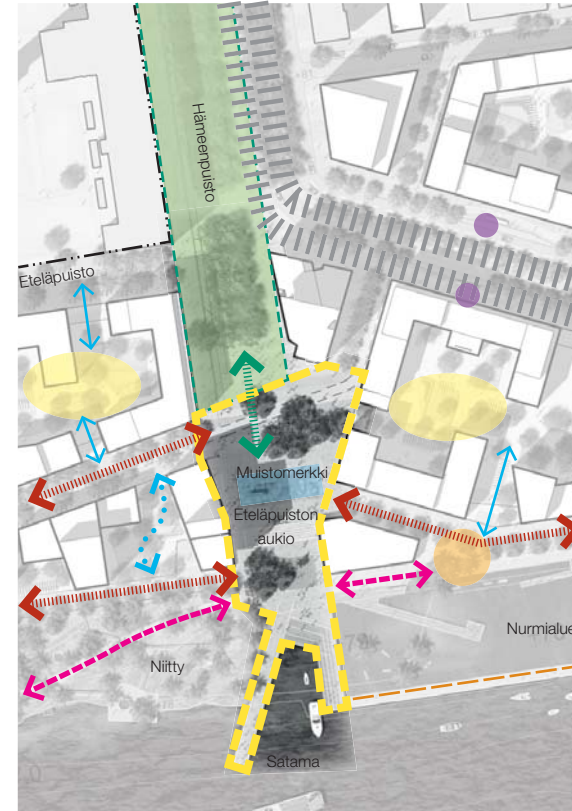 Hämeenpuisto
Eteläpuisto
Muistomerkki
Eteläpuiston
aukio
Nurmialue
Niitty
Satama